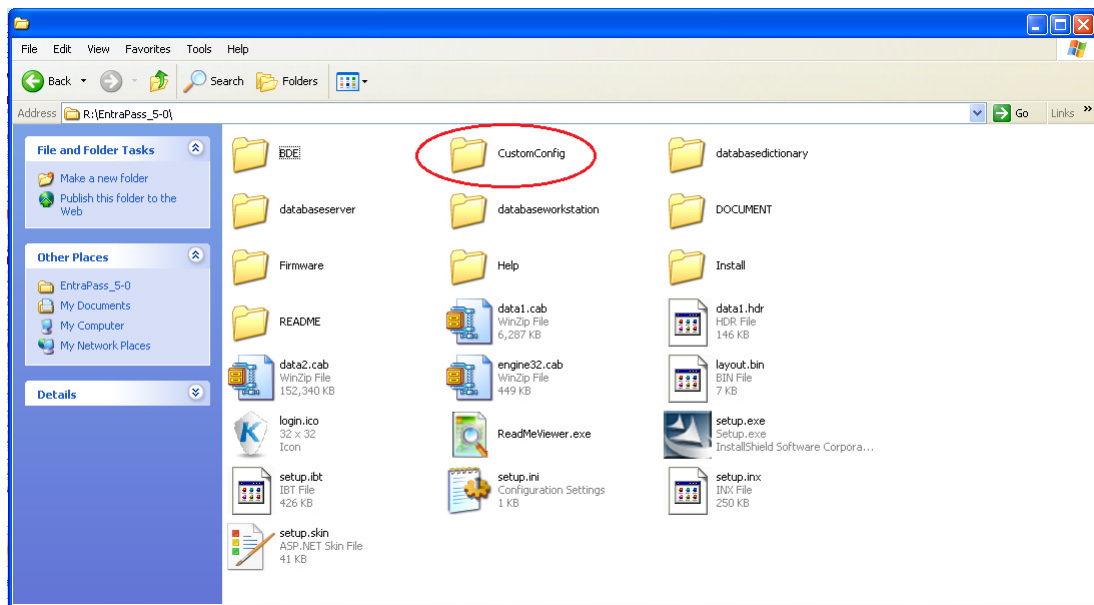 File Edit View Favorites Tools Help
Back Search Folders
Address R:\EntraPass_5-0\ Go Links »
File and Folder Tasks
Make a new folder
Publish this folder to the
Web
Other Places
EntraPass_5-0
My Documents
My Computer
My Network Places
Details
BDE
CustomConfig
databasedictionary
databaseserver
databaseworkstation
DOCUMENT
Firmware
Help
Install
README
data1.cab
WinZip File
6,287 KB
data1.hdr
HDR File
146 KB
data2.cab
WinZip File
152,340 KB
engine32.cab
WinZip File
449 KB
layout.bin
BIN File
7 KB
login.ico
32 x 32
Icon
ReadMeViewer.exe
setup.exe
Setup.exe
InstallShield Software Corpora...
setup.ibt
IBT File
426 KB
setup.ini
Configuration Settings
1 KB
setup.inx
INX File
250 KB
setup.skin
ASP.NET Skin File
41 KB